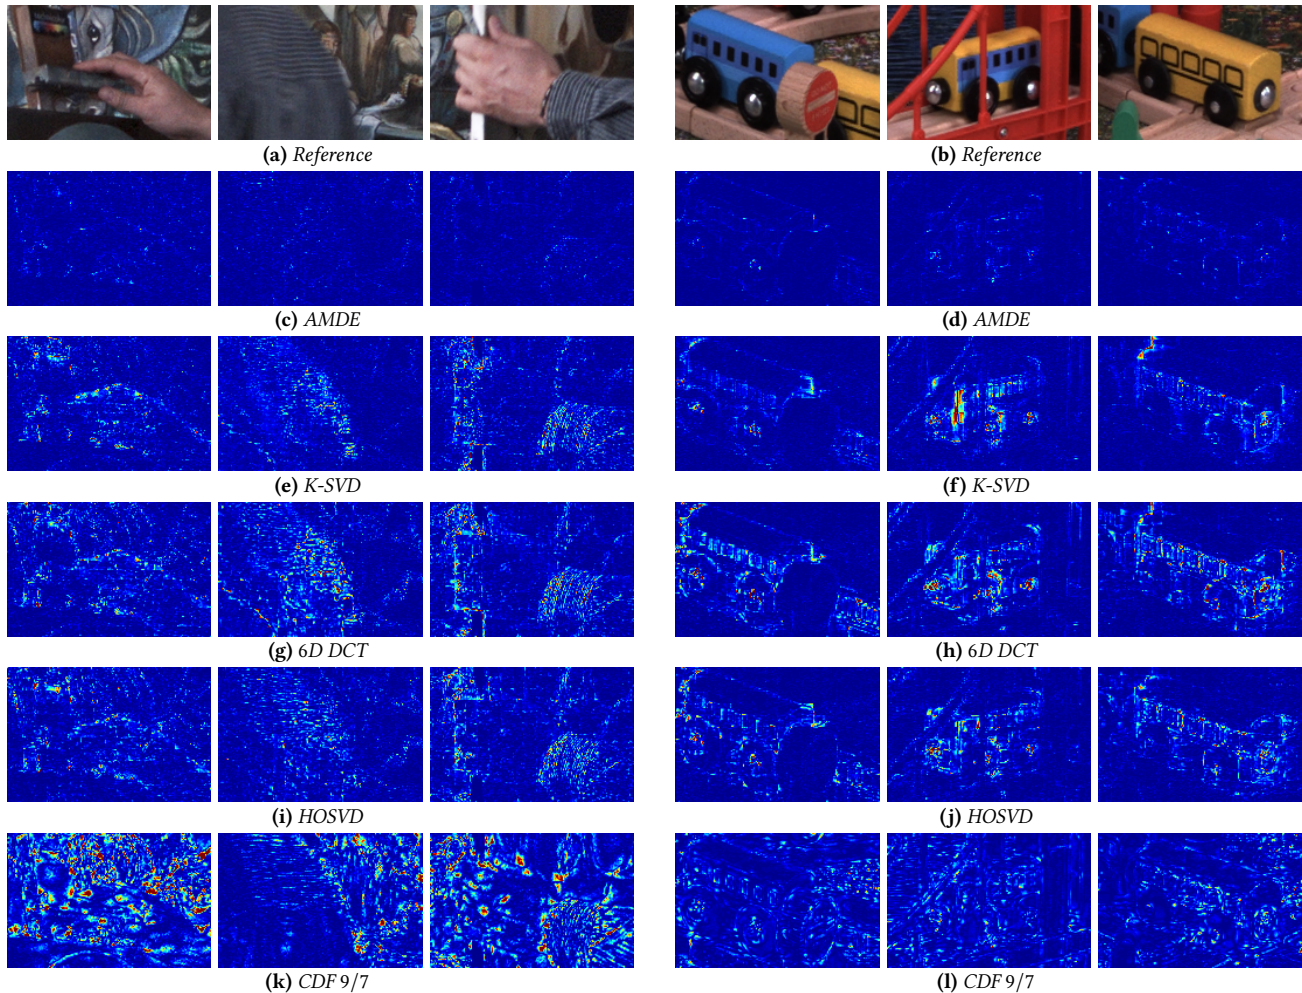 (a) Reference
(b) Reference
(c) AMDE
(d) AMDE
(e) K-SVD
(f) K-SVD
(g) 6D DCT
(h) 6D DCT
(i) HOSVD
(j) HOSVD
(k) CDF 9/7
(l) CDF 9/7